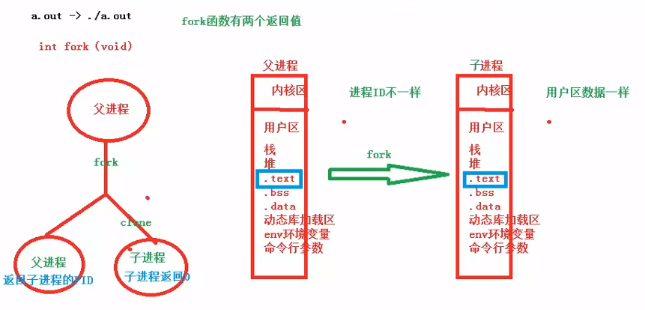 a.out -> ./a.out
fork函数有两个返回值
int fork（void）
父进程
fork
clone
父进程
返回子进程的PID
子进程
子进程返回0
父进程
内核区
进程ID不一样
用户区
栈
堆
.text
.bss
.data
动态库加载区
env环境变量
命令行参数
fork
子进程
内核区
用户区数据一样
用户区
栈
堆
.text
.bss
.data
动态库加载区
env环境变量
命令行参数